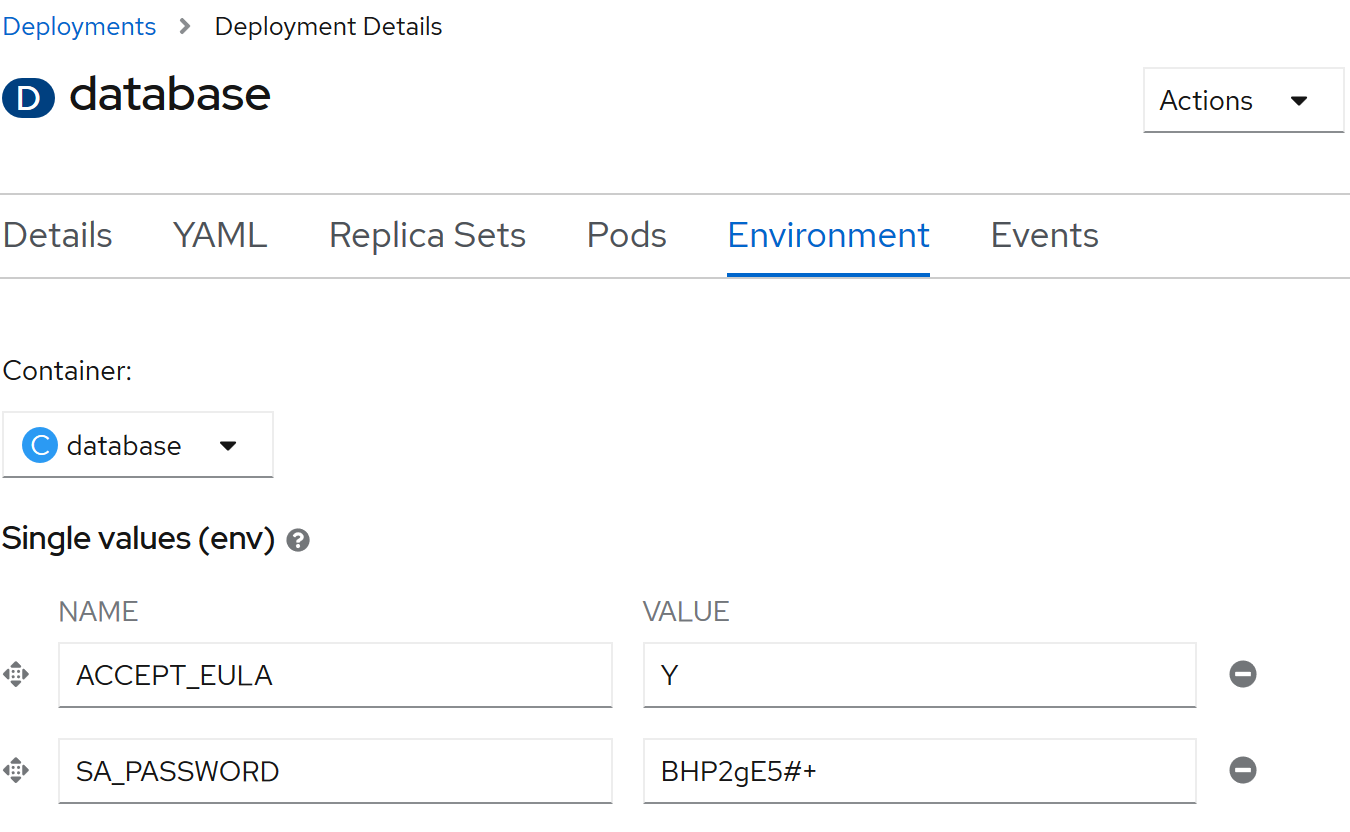 Deployments > Deployment Details
D database
Actions
Details YAML Replica Sets Pods Environment Events
Container:
C database
Single values (env) ?
NAME VALUE
ACCEPT_EULA Y
SA_PASSWORD BHP2gE5#+